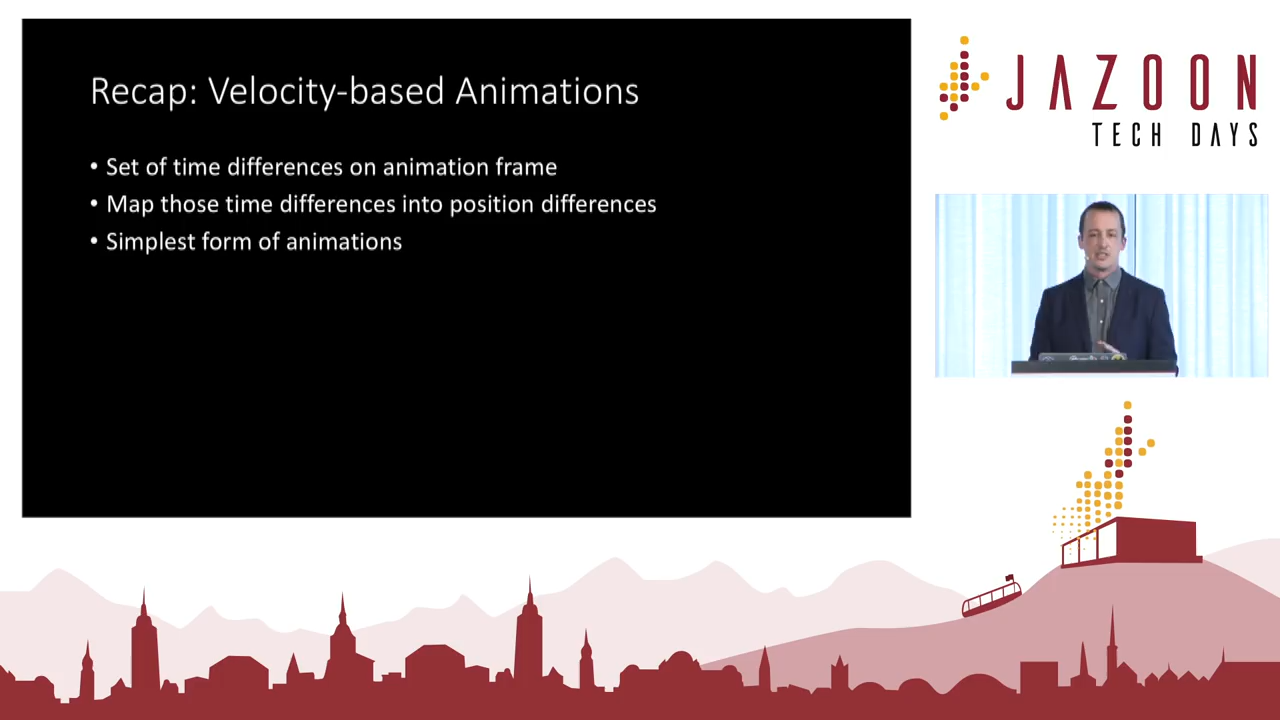 Recap: Velocity-based Animations
• Set of time differences on animation frame
• Map those time differences into position differences
• Simplest form of animations
JAZOON
TECH DAYS